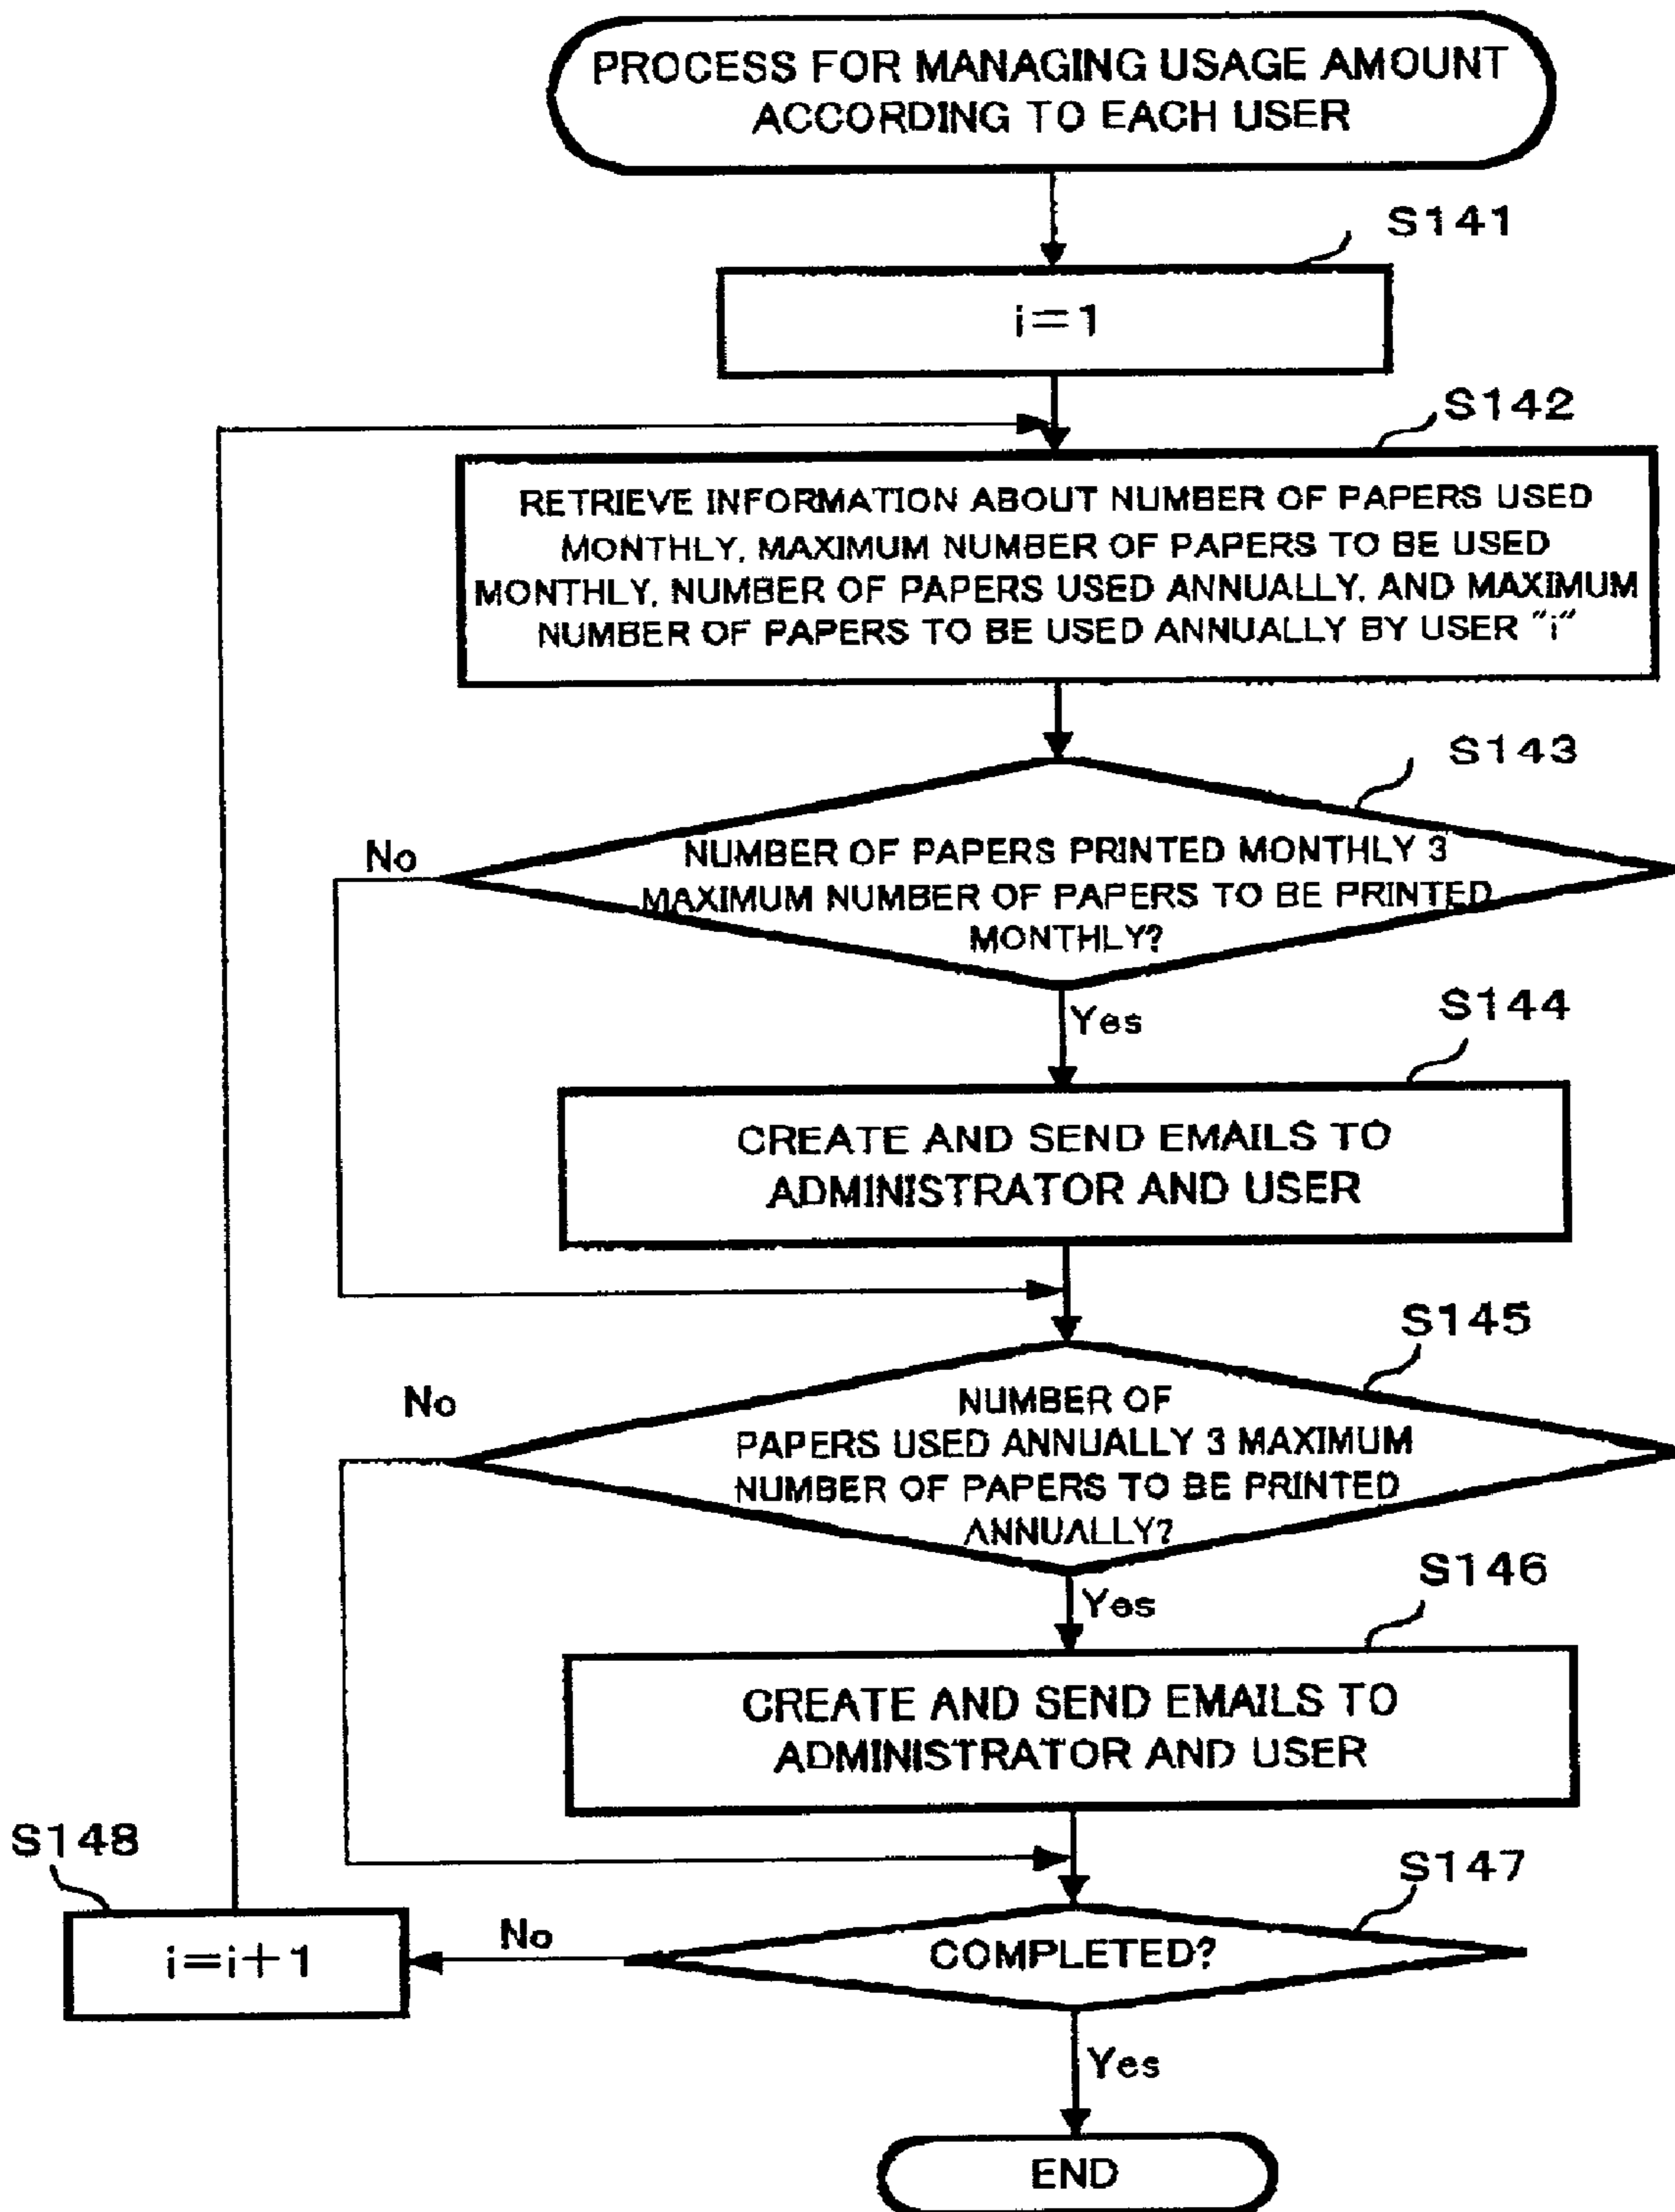 PROCESS FOR MANAGING USAGE AMOUNT
ACCORDING TO EACH USER
S141
i=1
S142
RETRIEVE INFORMATION ABOUT NUMBER OF PAPERS USED
MONTHLY, MAXIMUM NUMBER OF PAPERS TO BE USED
MONTHLY, NUMBER OF PAPERS USED ANNUALLY, AND MAXIMUM
NUMBER OF PAPERS TO BE USED ANNUALLY BY USER "i"
S143
No
NUMBER OF PAPERS PRINTED MONTHLY 3
MAXIMUM NUMBER OF PAPERS TO BE PRINTED
MONTHLY?
Yes
S144
CREATE AND SEND EMAILS TO
ADMINISTRATOR AND USER
S145
No
NUMBER OF
PAPERS USED ANNUALLY 3 MAXIMUM
NUMBER OF PAPERS TO BE PRINTED
ANNUALLY?
Yes
S146
CREATE AND SEND EMAILS TO
ADMINISTRATOR AND USER
S148
S147
i=i+1
No
COMPLETED?
Yes
END